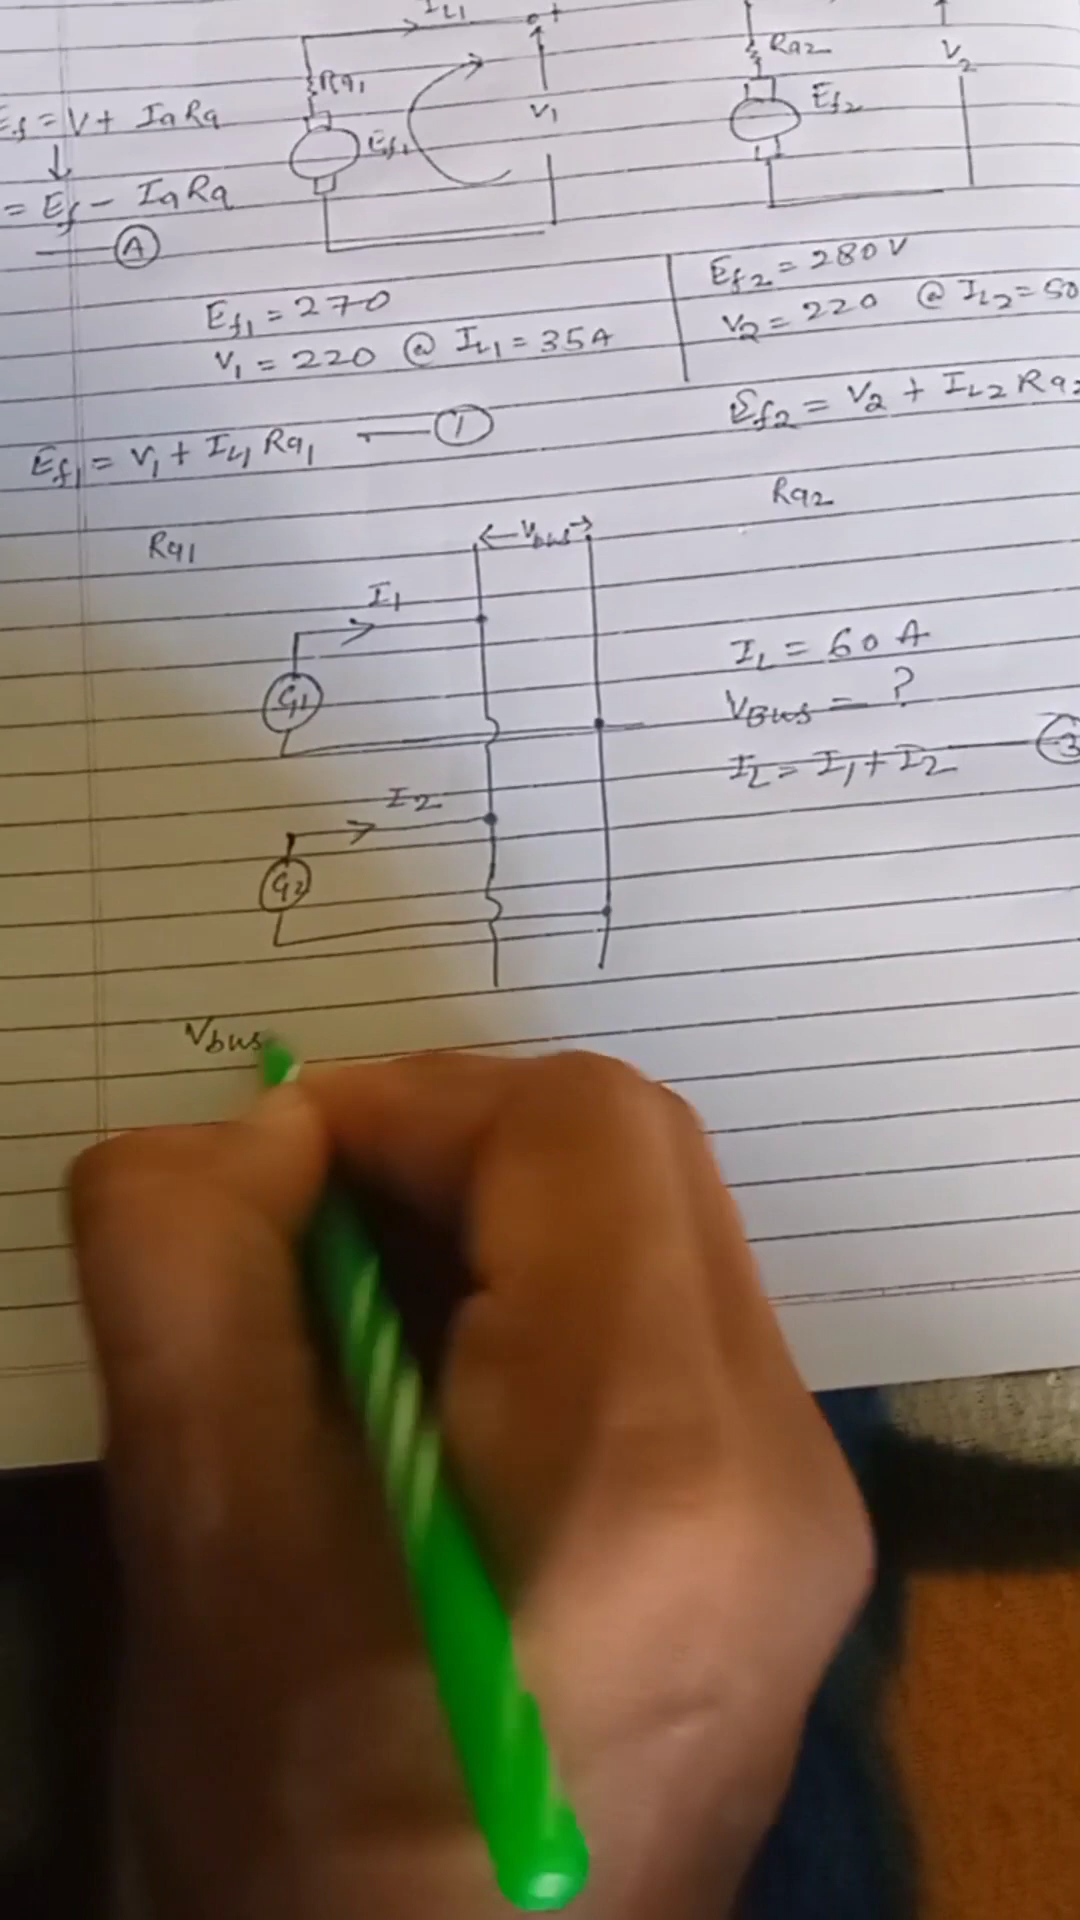 IL1 +
Ra1 Ra2
V1 V2
Ef = V + IaRa
Ef1 Ef2
= Ef - IaRa
A
Ef1 = 270
V1 = 220 @ IL1 = 35A
Ef2 = 280V
V2 = 220 @ IL2 = 50
Ef1 = V1 + IL1 Ra1 — 1
Ef2 = V2 + IL2 Ra2
Ra1
Ra2
←Vbus→
I1
G1
IL = 60 A
VBus = ?
IL = I1 + I2 — 3
I2
G2
Vbus